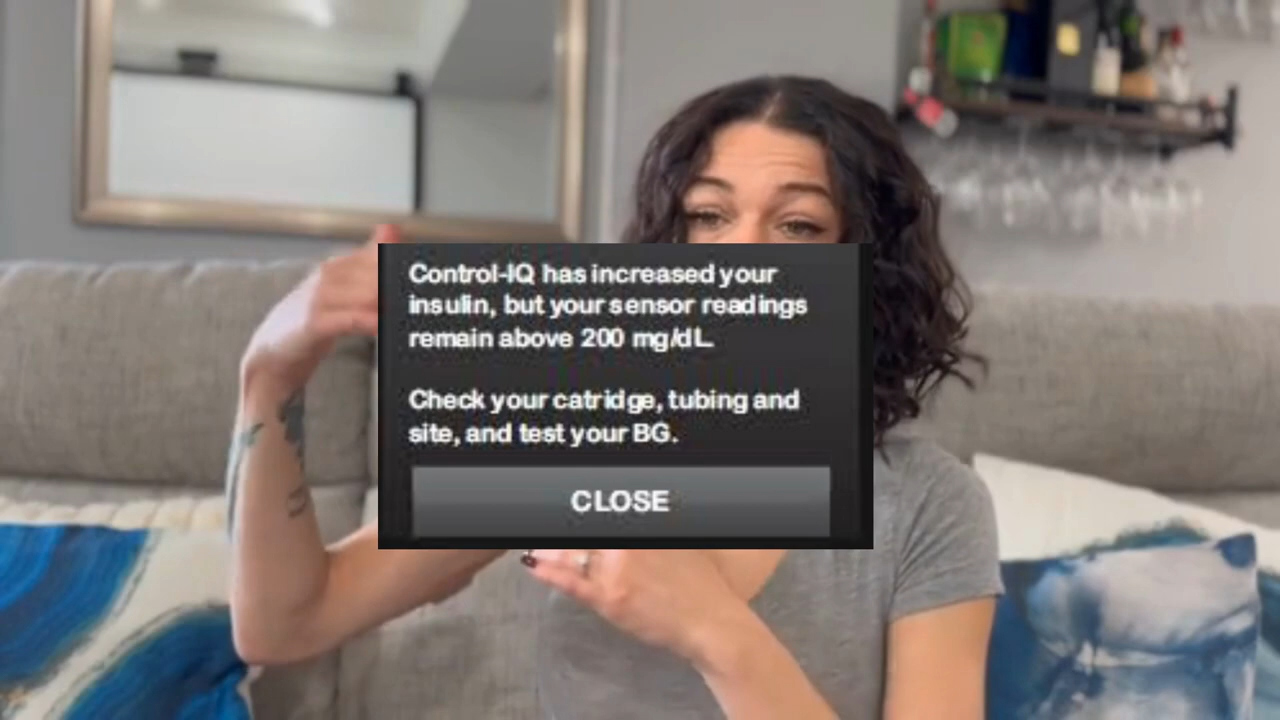 Control-IQ has increased your
insulin, but your sensor readings
remain above 200 mg/dL.
Check your catridge, tubing and
site, and test your BG.
CLOSE